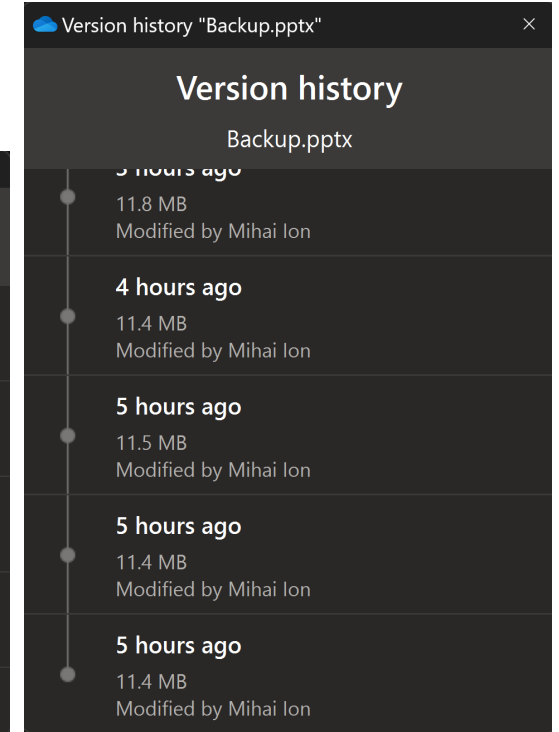 Version history "Backup.pptx"
Version history
Backup.pptx
hours ago
11.8 MB
Modified by Mihai Ion
4 hours ago
11.4 MB
Modified by Mihai Ion
5 hours ago
11.5 MB
Modified by Mihai Ion
5 hours ago
11.4 MB
Modified by Mihai Ion
5 hours ago
11.4 MB
Modified by Mihai Ion